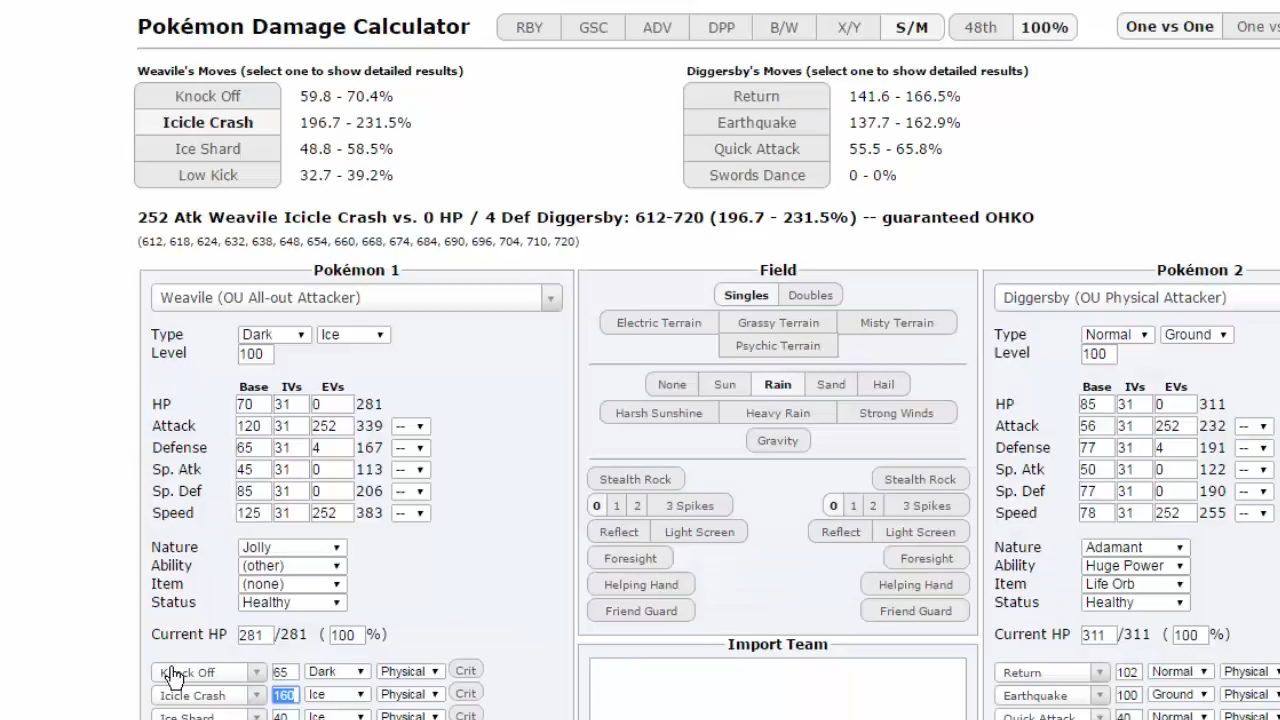 Pokémon Damage Calculator RBY GSC ADV DPP B/W X/Y S/M 48th 100% One vs One One vs
Weavile's Moves (select one to show detailed results) Diggersby's Moves (select one to show detailed results)
Knock Off 59.8 - 70.4% Return 141.6 - 166.5%
Icicle Crash 196.7 - 231.5% Earthquake 137.7 - 162.9%
Ice Shard 48.8 - 58.5% Quick Attack 55.5 - 65.8%
Low Kick 32.7 - 39.2% Swords Dance 0 - 0%
252 Atk Weavile Icicle Crash vs. 0 HP / 4 Def Diggersby: 612-720 (196.7 - 231.5%) -- guaranteed OHKO
(612, 618, 624, 632, 638, 648, 654, 660, 668, 674, 684, 690, 696, 704, 710, 720)
Pokémon 1
Weavile (OU All-out Attacker)
Type Dark Ice
Level 100
Base IVs EVs
HP 70 31 0 281
Attack 120 31 252 339 --
Defense 65 31 4 167 --
Sp. Atk 45 31 0 113 --
Sp. Def 85 31 0 206 --
Speed 125 31 252 383 --
Nature Jolly
Ability (other)
Item (none)
Status Healthy
Current HP 281 /281 ( 100 %)
Knock Off 65 Dark Physical Crit
Icicle Crash 160 Ice Physical Crit
Ice Shard 40 Ice Physical Crit
Field
Singles Doubles
Electric Terrain Grassy Terrain Misty Terrain
Psychic Terrain
None Sun Rain Sand Hail
Harsh Sunshine Heavy Rain Strong Winds
Gravity
Stealth Rock Stealth Rock
0 1 2 3 Spikes 0 1 2 3 Spikes
Reflect Light Screen Reflect Light Screen
Foresight Foresight
Helping Hand Helping Hand
Friend Guard Friend Guard
Import Team
Pokémon 2
Diggersby (OU Physical Attacker)
Type Normal Ground
Level 100
Base IVs EVs
HP 85 31 0 311
Attack 56 31 252 232 --
Defense 77 31 4 191 --
Sp. Atk 50 31 0 122 --
Sp. Def 77 31 0 190 --
Speed 78 31 252 255 --
Nature Adamant
Ability Huge Power
Item Life Orb
Status Healthy
Current HP 311 /311 ( 100 %)
Return 102 Normal Physical
Earthquake 100 Ground Physical
Quick Attack 40 Normal Physical